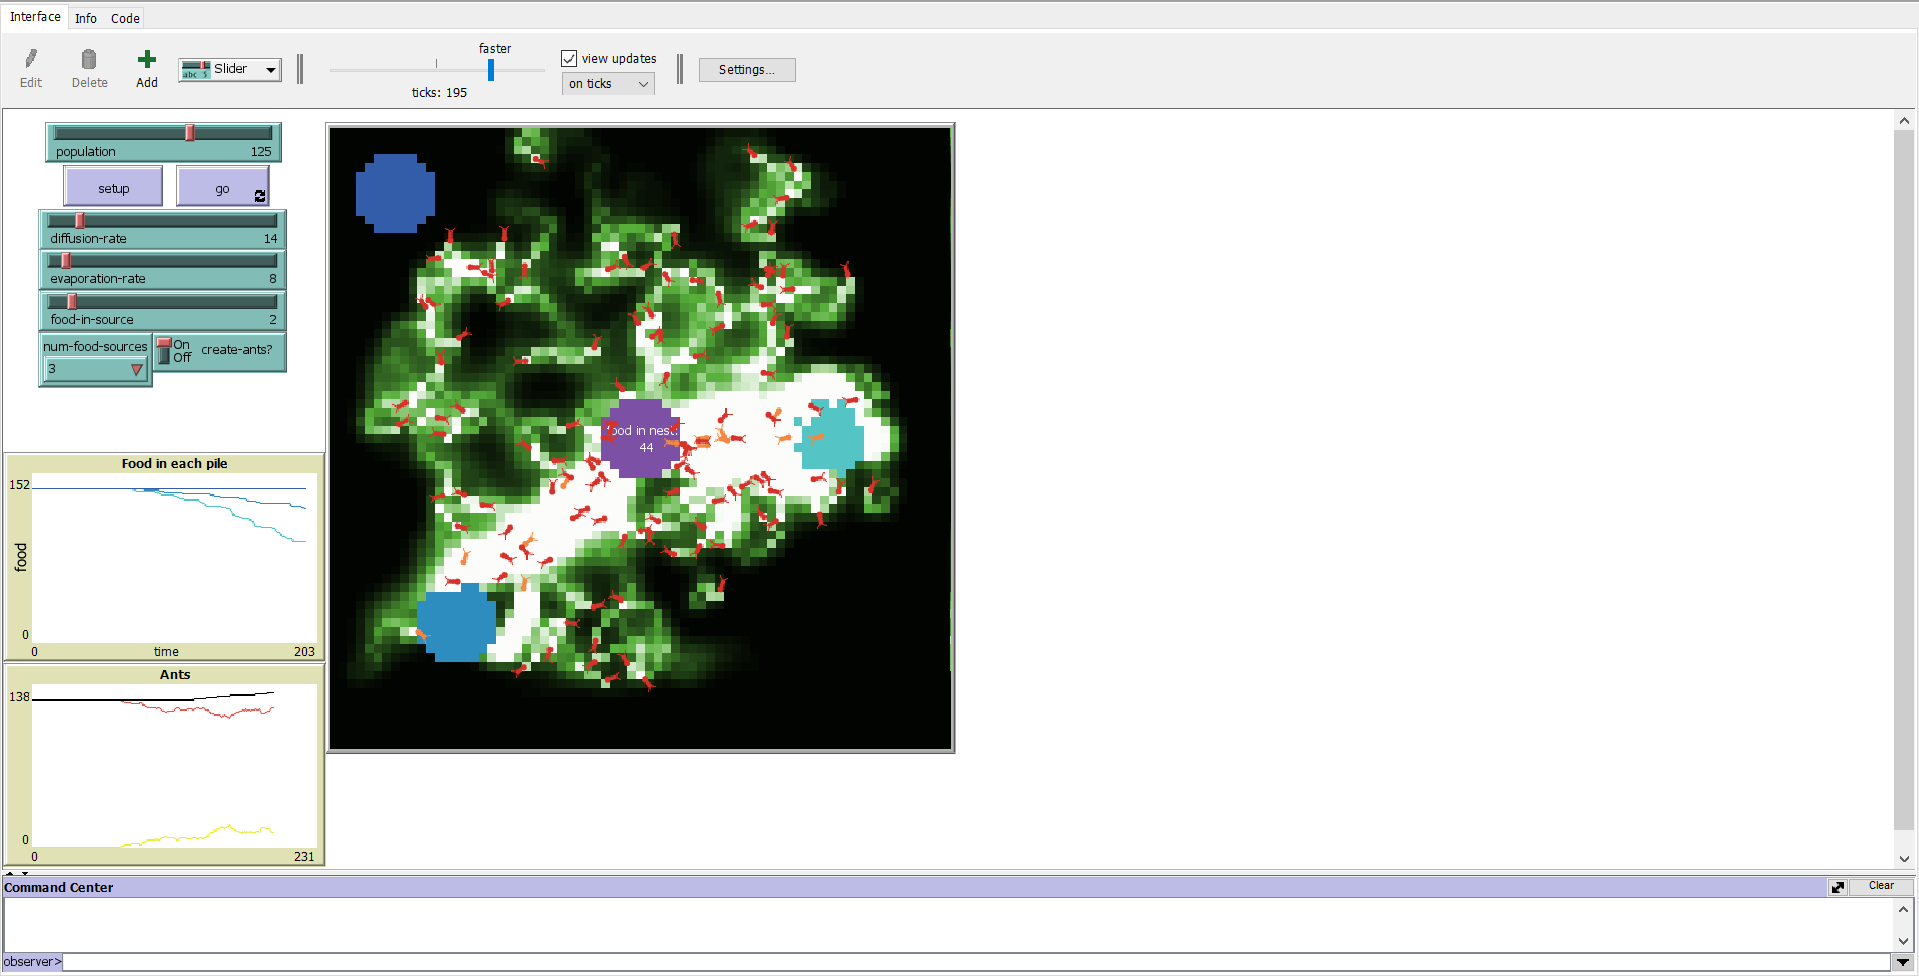 Interface Info Code
Edit Delete Add Slider
faster
ticks: 195
view updates
on ticks
Settings...
population 125
setup go
diffusion-rate 14
evaporation-rate 8
food-in-source 2
num-food-sources
3
On
Off
create-ants?
food in nest:
44
Food in each pile
152
food
0
0 time 203
Ants
138
0
0 231
Command Center Clear
observer>